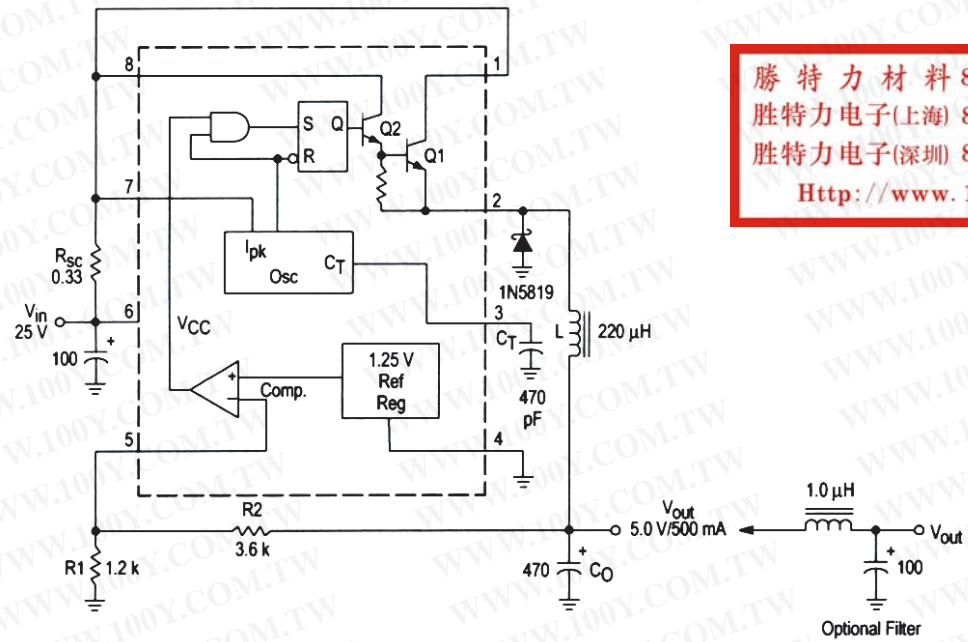 8
1
勝特力材料 8
胜特力电子(上海) 8
胜特力电子(深圳) 8
Http://www. 1
S Q
R
Q2
Q1
7
2
Rsc
0.33
Ipk
CT
Osc
1N5819
Vin
25 V
6
3
CT
L
220 μH
VCC
100
+
1.25 V
Ref
Reg
470
pF
+
−
Comp.
5
4
R2
3.6 k
Vout
5.0 V/500 mA
1.0 μH
Vout
R1
1.2 k
470
+
CO
+
100
Optional Filter
WWW.100Y.COM.TW